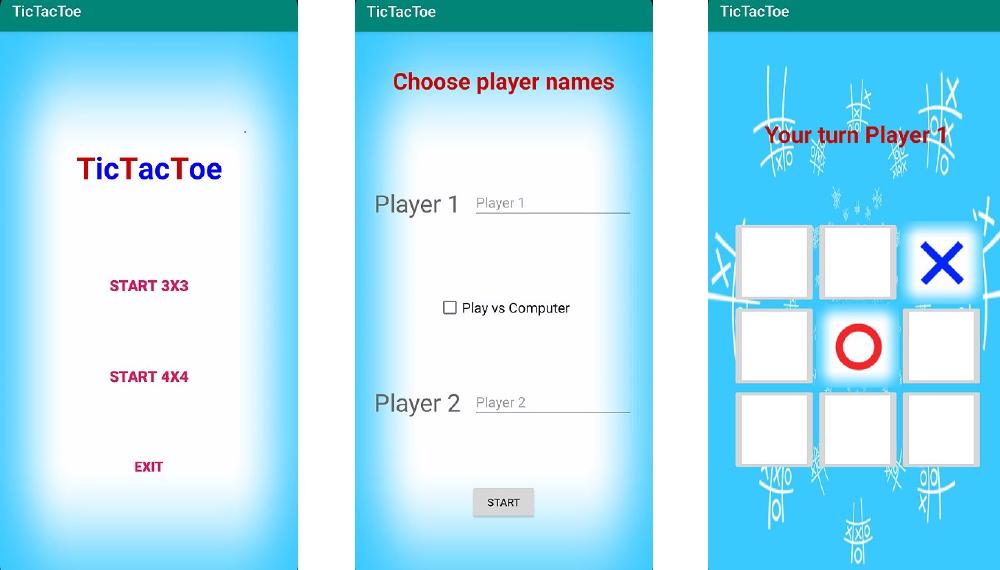 TicTacToe
TicTacToe
START 3X3
START 4X4
EXIT
TicTacToe
Choose player names
Player 1 Player 1
Play vs Computer
Player 2 Player 2
START
TicTacToe
Your turn Player 1